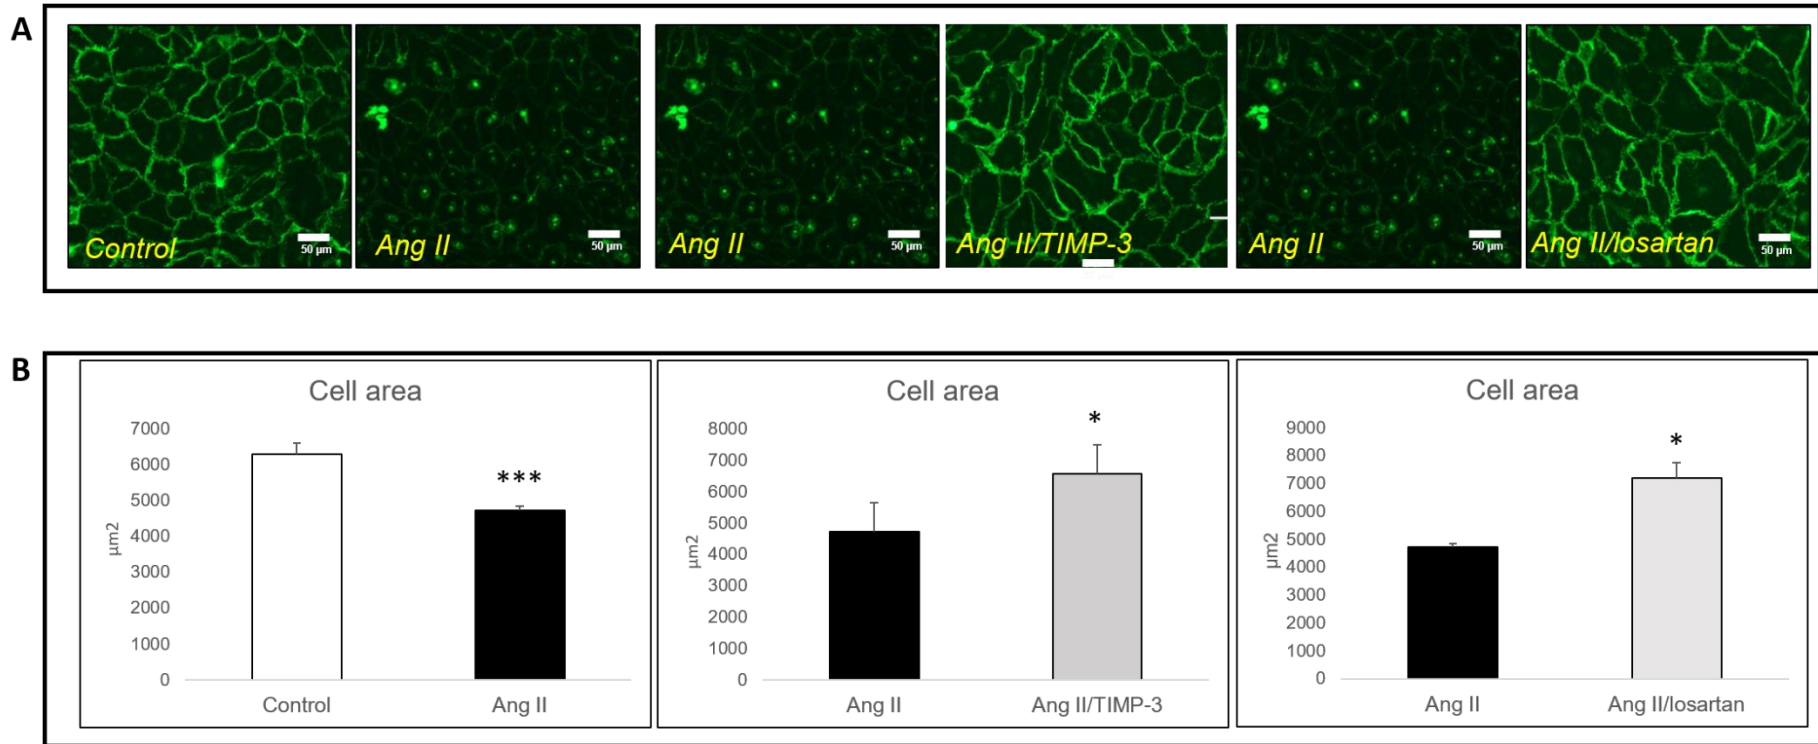 A
Control
50 µm
Ang II
50 µm
Ang II
50 µm
Ang II/TIMP-3
Ang II
50 µm
Ang II/losartan
50 µm
B
Cell area
7000
6000
5000
4000
3000
2000
1000
0
µm2
***
Control
Ang II
Cell area
8000
7000
6000
5000
4000
3000
2000
1000
0
µm2
*
Ang II
Ang II/TIMP-3
Cell area
9000
8000
7000
6000
5000
4000
3000
2000
1000
0
µm2
*
Ang II
Ang II/losartan